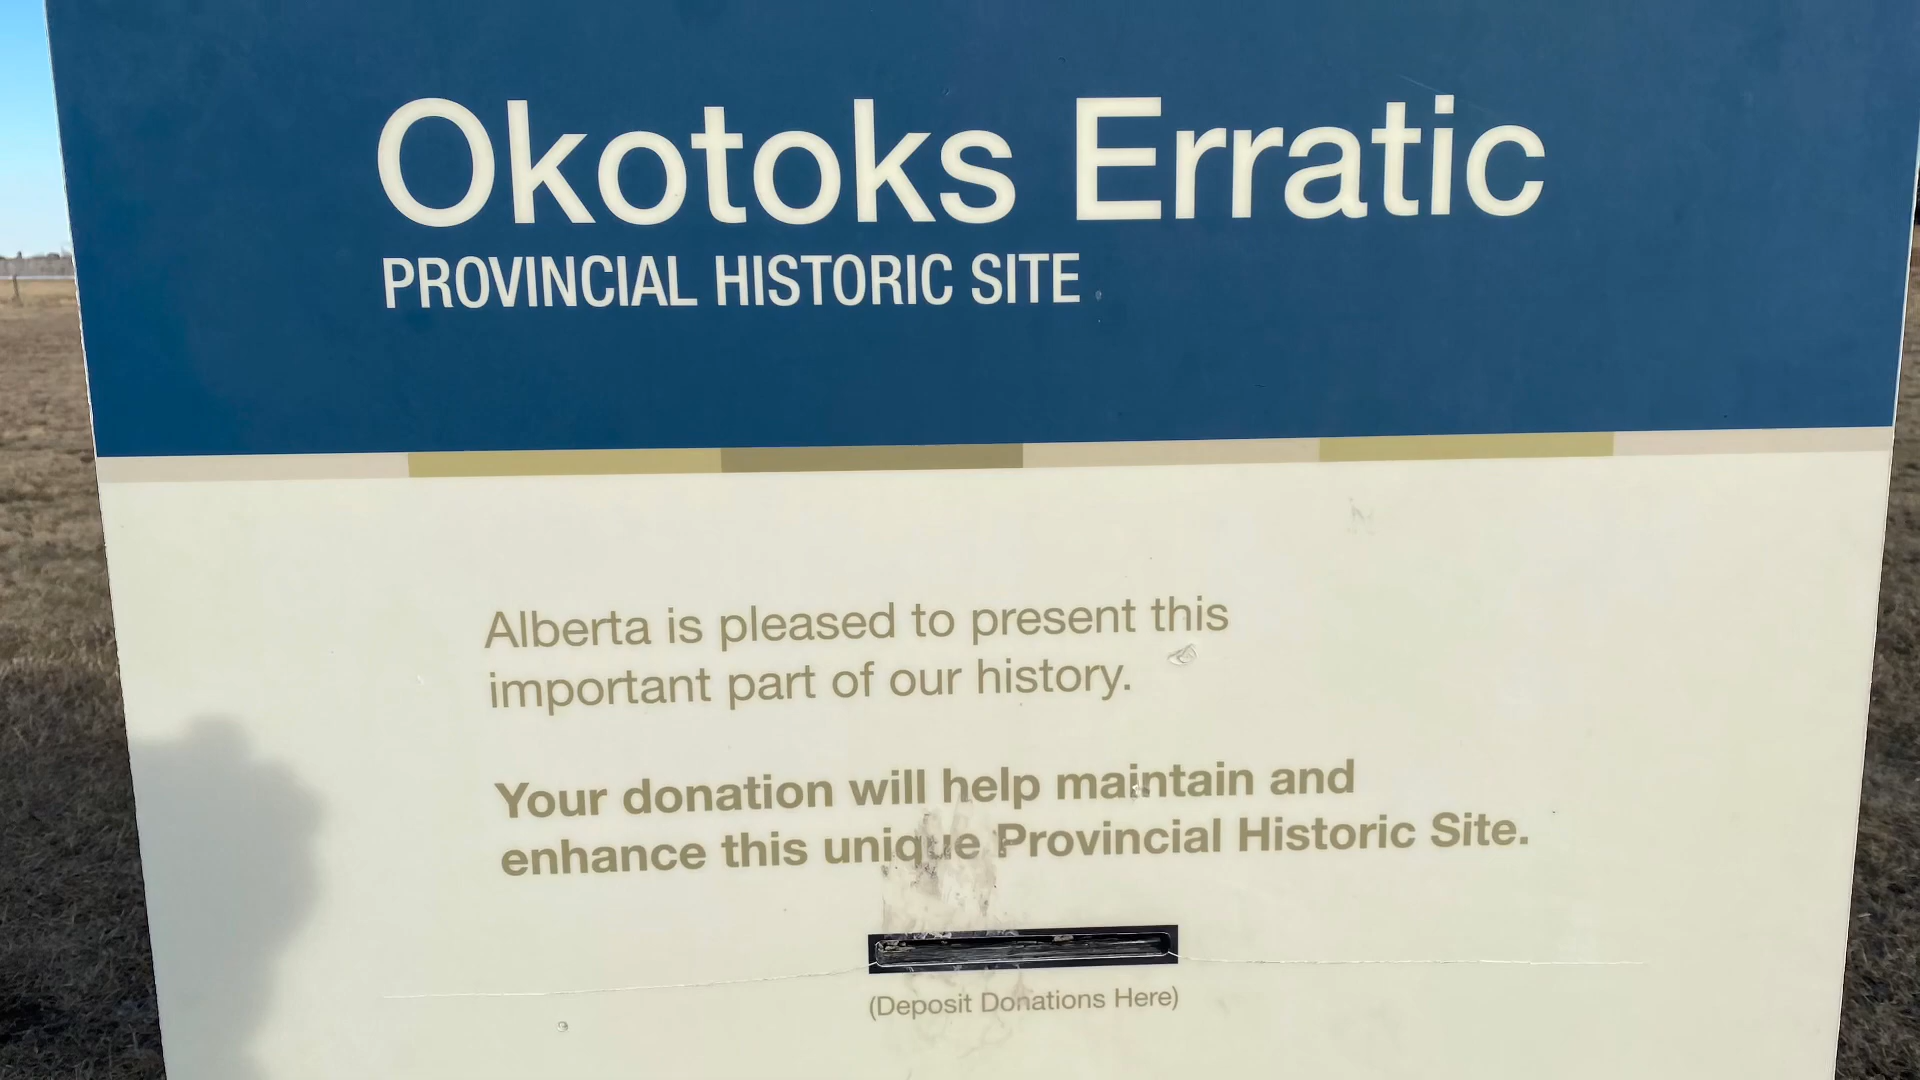 Okotoks Erratic
PROVINCIAL HISTORIC SITE
Alberta is pleased to present this
important part of our history.
Your donation will help maintain and
enhance this unique Provincial Historic Site.
(Deposit Donations Here)